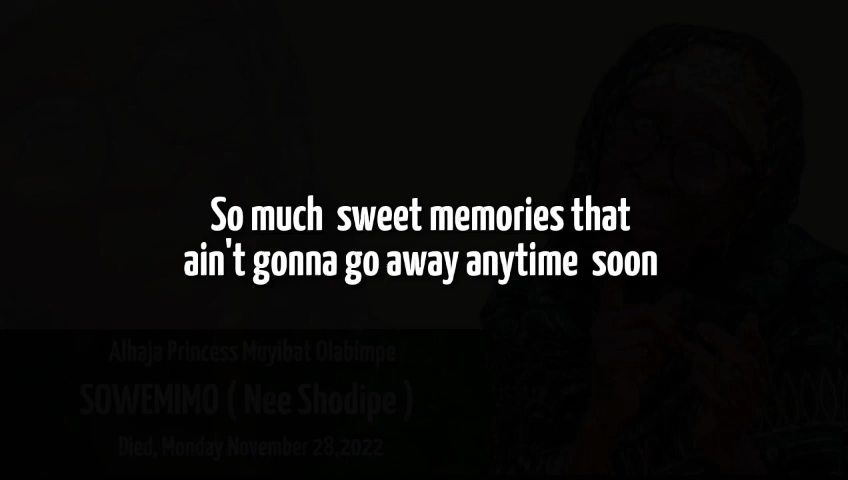 So much sweet memories that
ain't gonna go away anytime soon
Alhaja Princess Muyibat Olabimpe
SOWEMIMO ( Nee Shodipe )
Died, Monday November 28,2022